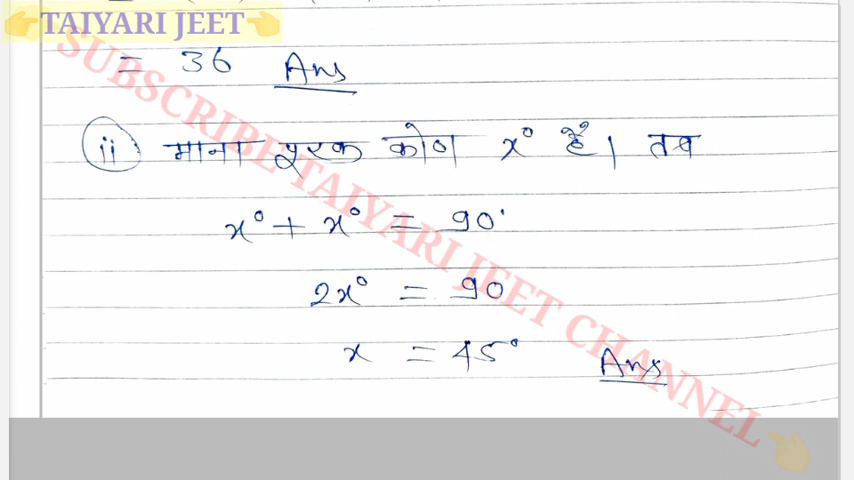 👉TAIYARI JEET👈
= 36 Ans
(ii) माना पूरक कोण x° है। तब
x° + x° = 90°
2x° = 90
x = 45° Ans
SUBSCRIBE TAIYARI JEET CHANNEL 👈